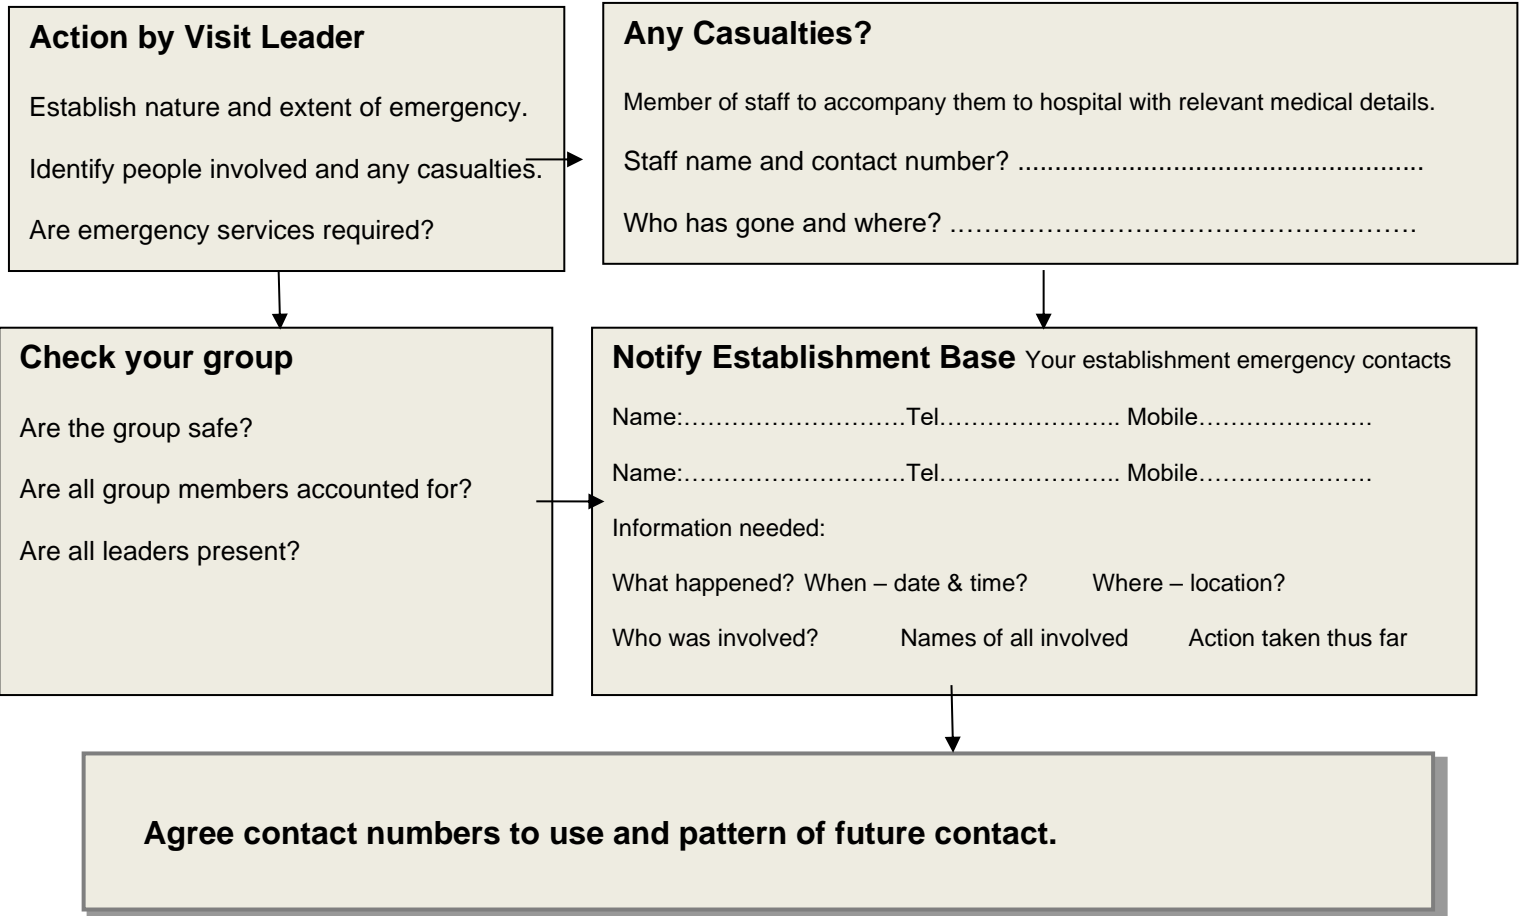 Action by Visit Leader
Establish nature and extent of emergency.
Identify people involved and any casualties.
Are emergency services required?
Any Casualties?
Member of staff to accompany them to hospital with relevant medical details.
Staff name and contact number? ......................................................
Who has gone and where? ……………………………………………….
Check your group
Are the group safe?
Are all group members accounted for?
Are all leaders present?
Notify Establishment Base Your establishment emergency contacts
Name:……………………….Tel………………….. Mobile………………….
Name:……………………….Tel………………….. Mobile………………….
Information needed:
What happened? When – date & time? Where – location?
Who was involved? Names of all involved Action taken thus far
Agree contact numbers to use and pattern of future contact.